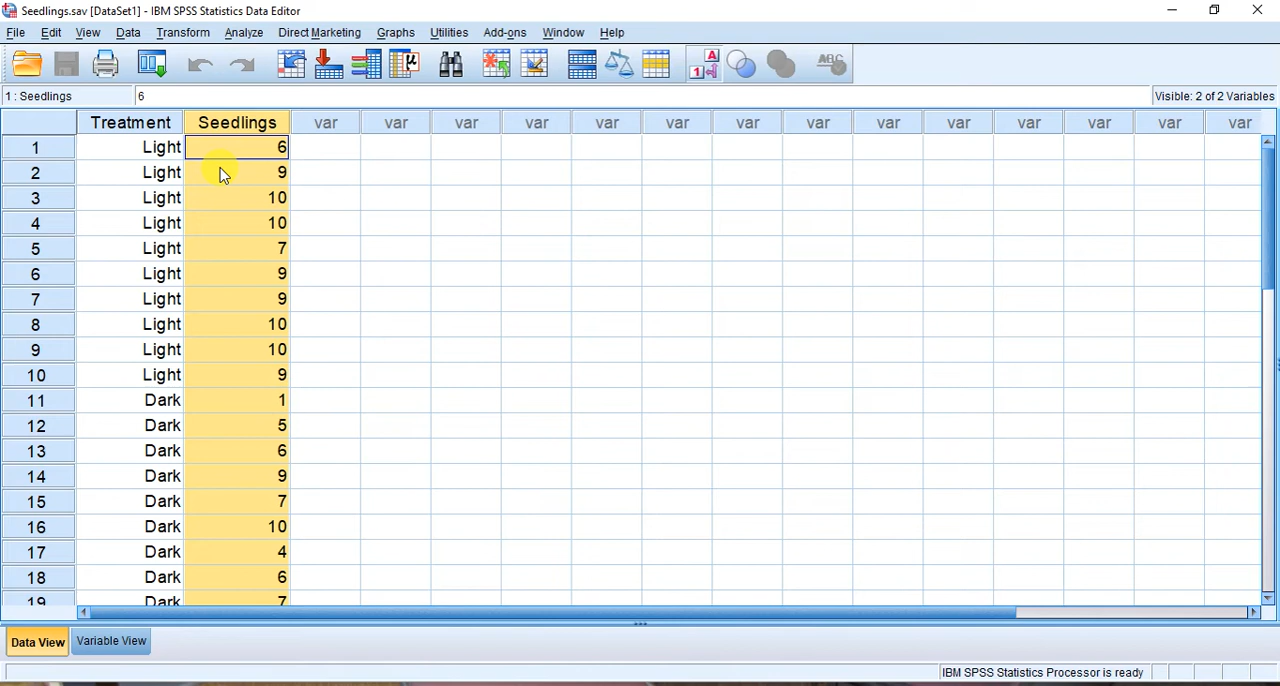 Seedlings.sav [DataSet1] - IBM SPSS Statistics Data Editor
File Edit View Data Transform Analyze Direct Marketing Graphs Utilities Add-ons Window Help
1 : Seedlings 6 Visible: 2 of 2 Variables
Treatment Seedlings var var var var var var var var var var var var var var
1 Light 6
2 Light 9
3 Light 10
4 Light 10
5 Light 7
6 Light 9
7 Light 9
8 Light 10
9 Light 10
10 Light 9
11 Dark 1
12 Dark 5
13 Dark 6
14 Dark 9
15 Dark 7
16 Dark 10
17 Dark 4
18 Dark 6
19 Dark 7
Data View Variable View
IBM SPSS Statistics Processor is ready